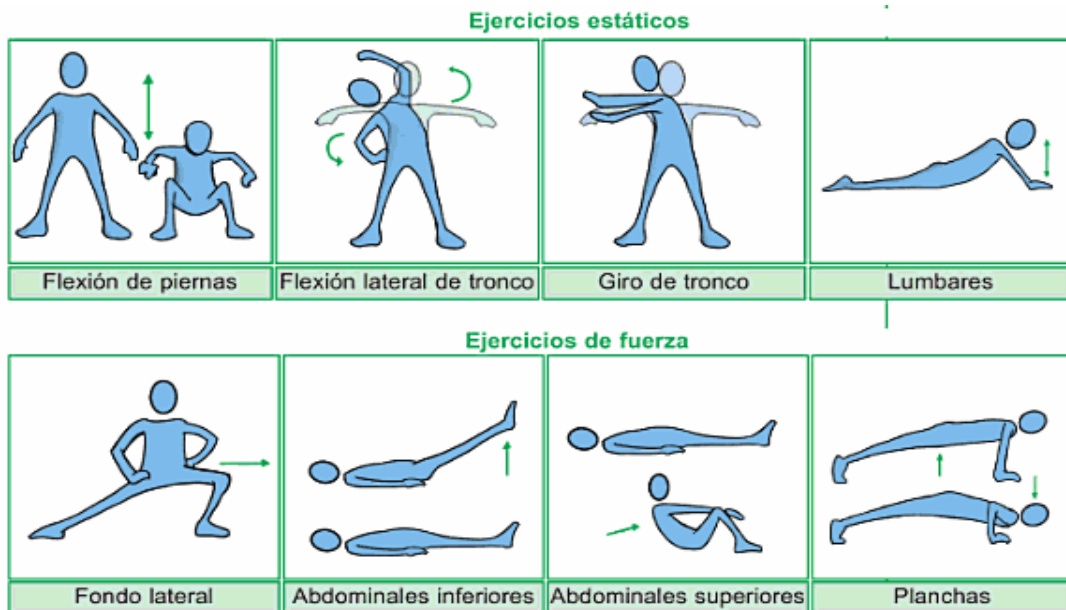 Ejercicios estáticos
Flexión de piernas
Flexión lateral de tronco
Giro de tronco
Lumbares
Ejercicios de fuerza
Fondo lateral
Abdominales inferiores
Abdominales superiores
Planchas